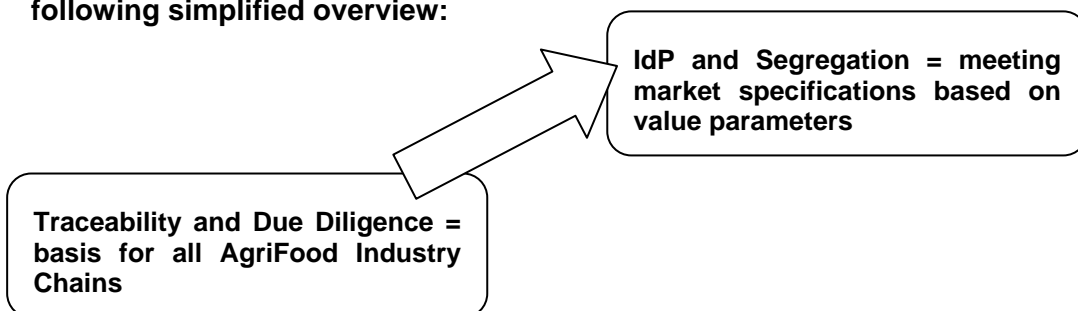 following simplified overview:
IdP and Segregation = meeting
market specifications based on
value parameters
Traceability and Due Diligence =
basis for all AgriFood Industry
Chains